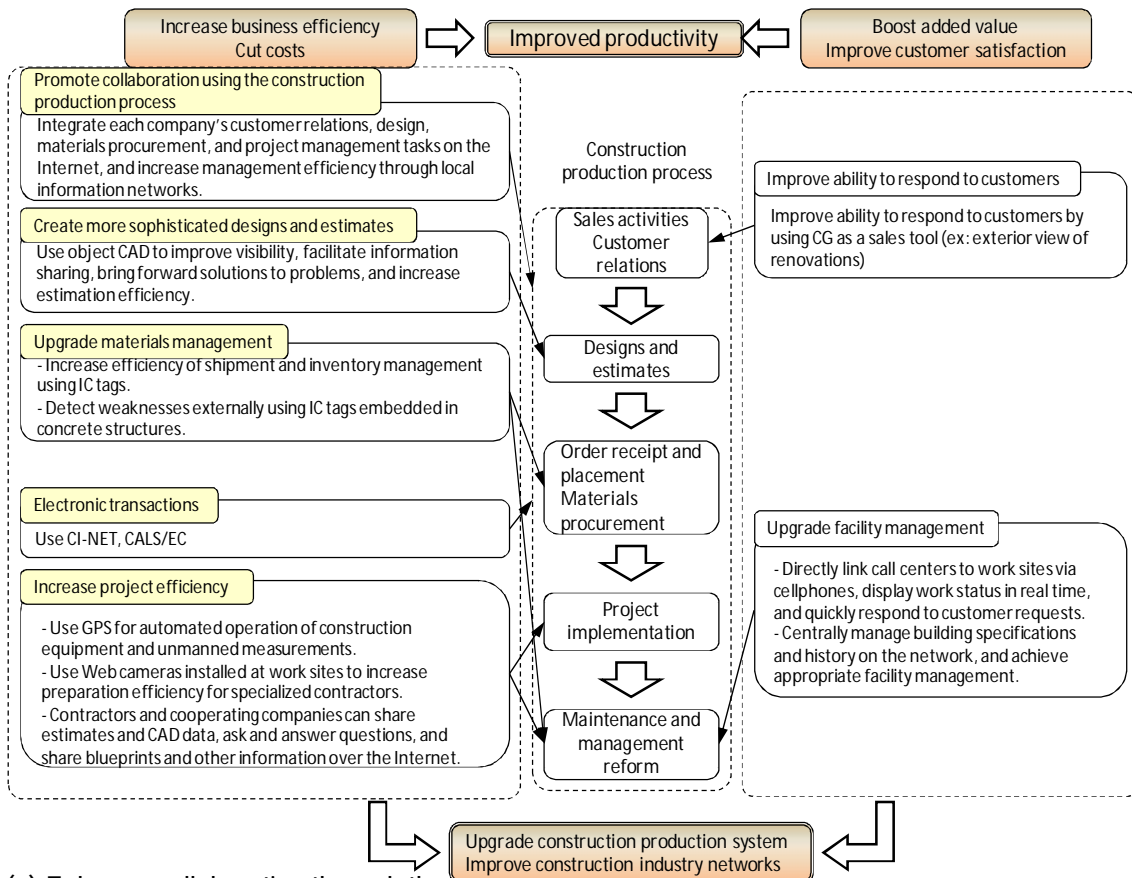 Increase business efficiency
Cut costs
Improved productivity
Boost added value
Improve customer satisfaction
Promote collaboration using the construction
production process
Integrate each company's customer relations, design,
materials procurement, and project management tasks on the
Internet, and increase management efficiency through local
information networks.
Create more sophisticated designs and estimates
Use object CAD to improve visibility, facilitate information
sharing, bring forward solutions to problems, and increase
estimation efficiency.
Upgrade materials management
- Increase efficiency of shipment and inventory management
using IC tags.
- Detect weaknesses externally using IC tags embedded in
concrete structures.
Electronic transactions
Use CI-NET, CALS/EC
Increase project efficiency
- Use GPS for automated operation of construction
equipment and unmanned measurements.
- Use Web cameras installed at work sites to increase
preparation efficiency for specialized contractors.
- Contractors and cooperating companies can share
estimates and CAD data, ask and answer questions, and
share blueprints and other information over the Internet.
Construction
production process
Sales activities
Customer
relations
Designs and
estimates
Order receipt and
placement
Materials
procurement
Project
implementation
Maintenance and
management
reform
Improve ability to respond to customers
Improve ability to respond to customers by
using CG as a sales tool (ex: exterior view of
renovations)
Upgrade facility management
- Directly link call centers to work sites via
cellphones, display work status in real time,
and quickly respond to customer requests.
- Centrally manage building specifications
and history on the network, and achieve
appropriate facility management.
Upgrade construction production system
Improve construction industry networks